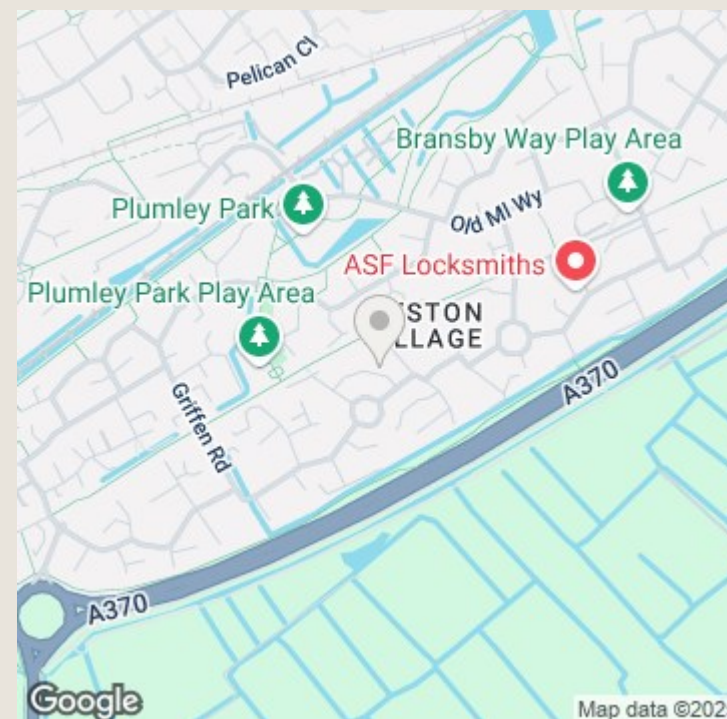 Pelican Cl
Bransby Way Play Area
Plumley Park
Old Ml Wy
ASF Locksmiths
Plumley Park Play Area
ESTON
LLAGE
Griffen Rd
A370
A370
Google
Map data ©202